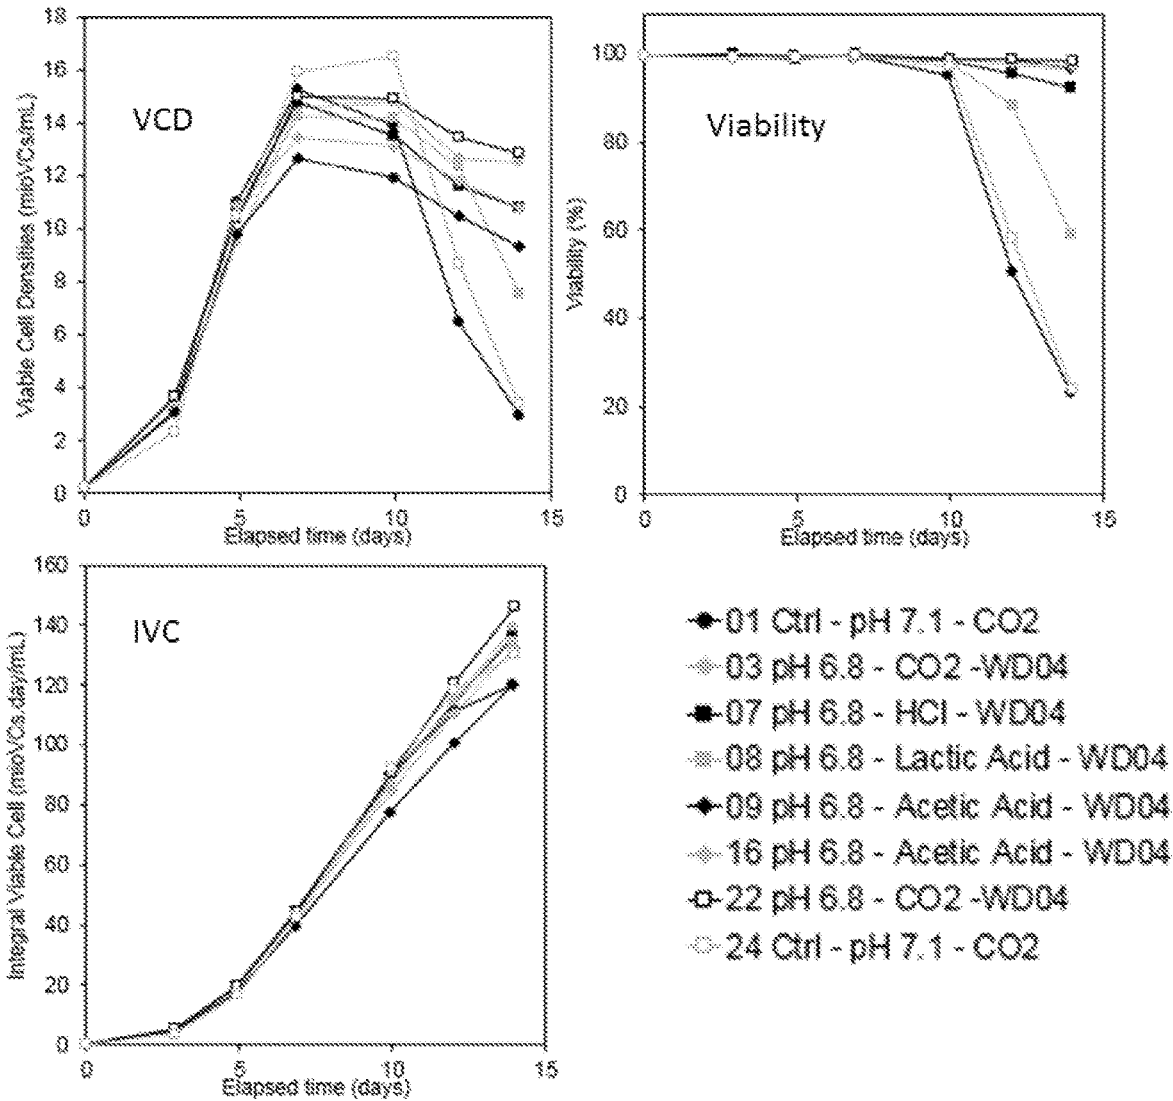 18
16
14
12
10
8
6
4
2
0
VCD
Viable Cell Densities (mioVCs/mL)
0 5 10 15
Elapsed time (days)
100
80
60
40
20
0
Viability
Viability (%)
0 5 10 15
Elapsed time (days)
160
140
120
100
80
60
40
20
0
IVC
Integral Viable Cell (mioVCs.day/mL)
0 5 10 15
Elapsed time (days)
01 Ctrl - pH 7.1 - CO2
03 pH 6.8 - CO2 -WD04
07 pH 6.8 - HCl - WD04
08 pH 6.8 - Lactic Acid - WD04
09 pH 6.8 - Acetic Acid - WD04
16 pH 6.8 - Acetic Acid - WD04
22 pH 6.8 - CO2 -WD04
24 Ctrl - pH 7.1 - CO2